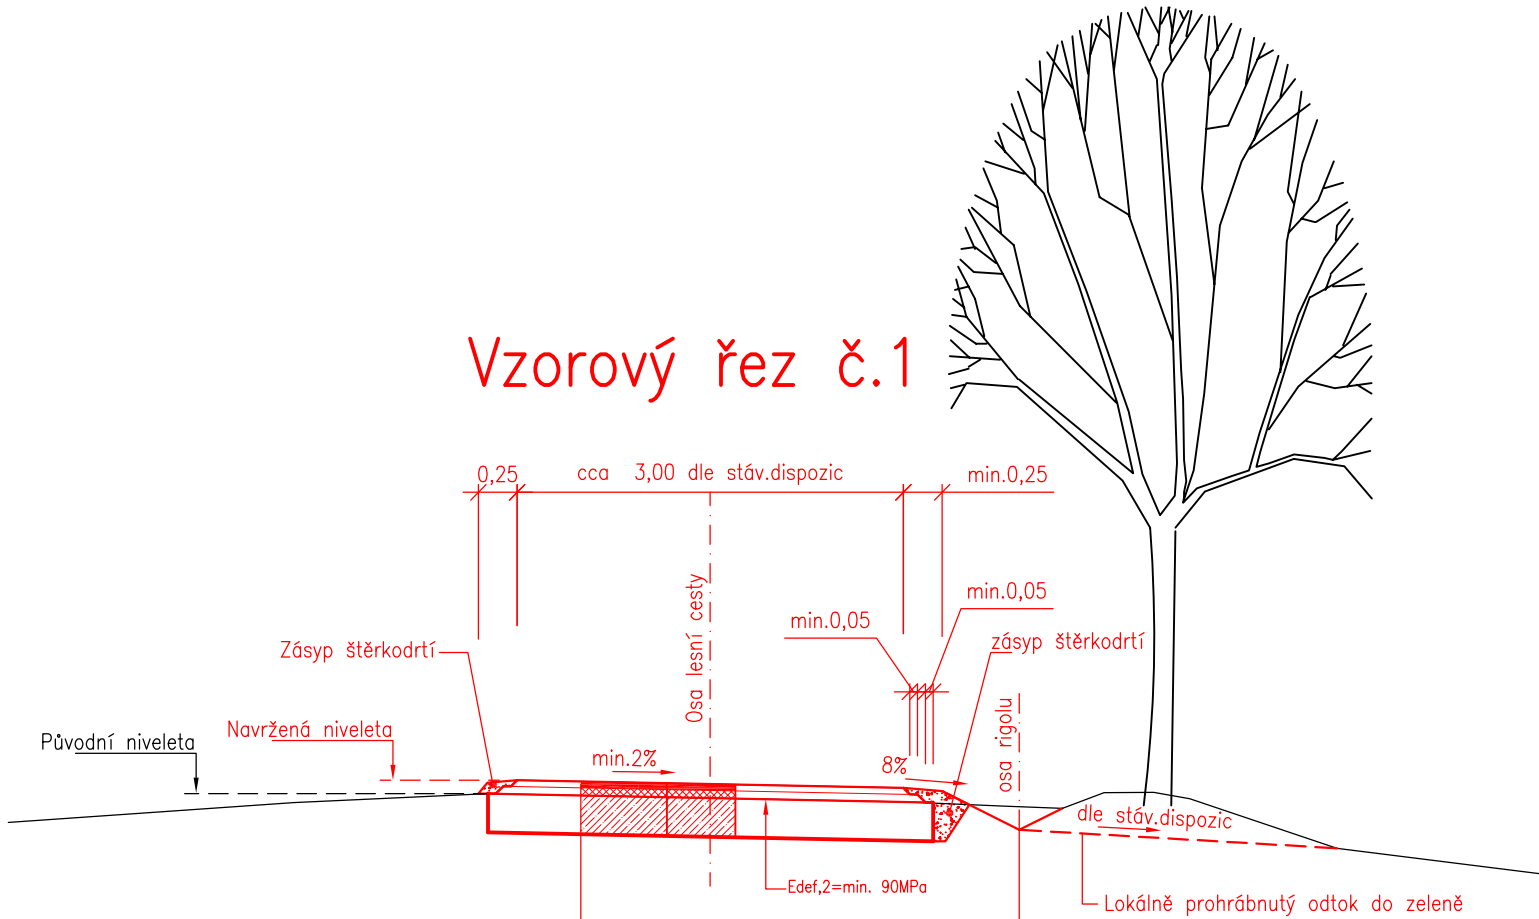 Vzorový řez č.1
0,25
cca 3,00 dle stáv.dispozic
min.0,25
Osa lesní cesty
min.0,05
min.0,05
Zásyp štěrkodrtí
zásyp štěrkodrtí
Původní niveleta
Navržená niveleta
min.2%
8%
osa rigolu
dle stáv.dispozic
Edef,2=min. 90MPa
Lokálně prohrábnutý odtok do zeleně